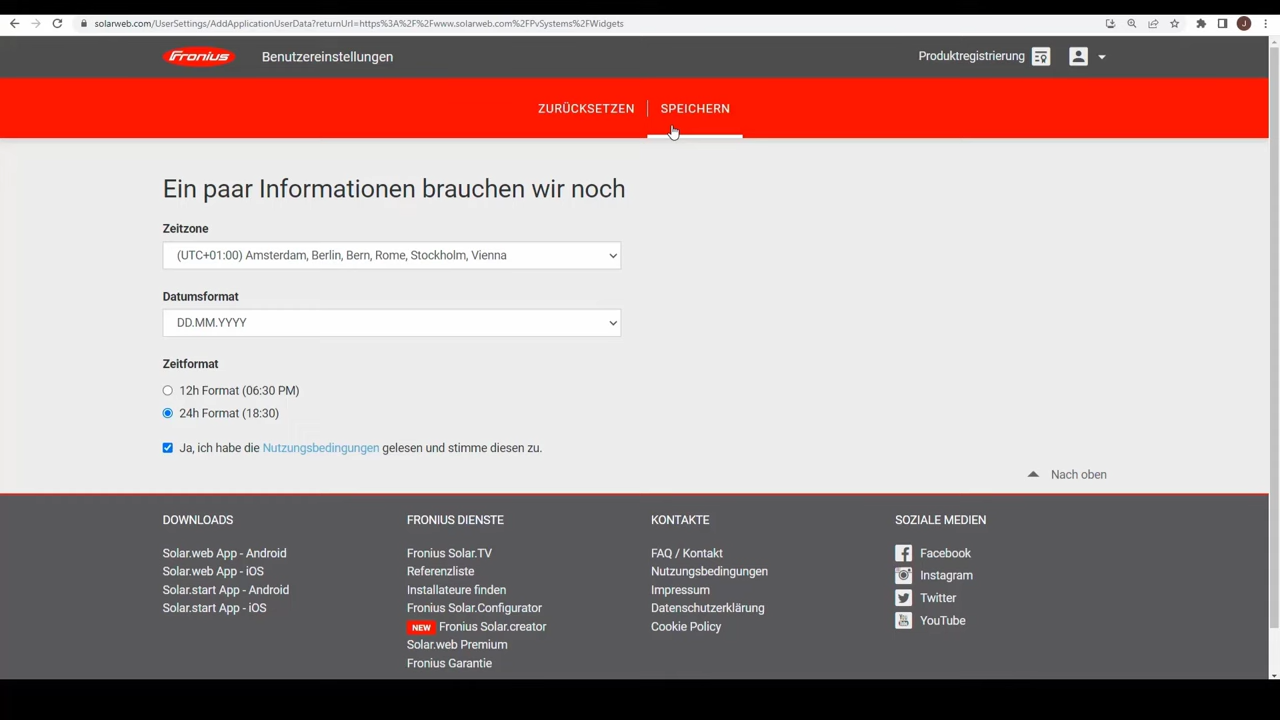 solarweb.com/UserSettings/AddApplicationUserData?returnUrl=https%3A%2F%2Fwww.solarweb.com%2FPvSystems%2FWidgets
J
Fronius
Benutzereinstellungen
Produktregistrierung
ZURÜCKSETZEN
SPEICHERN
Ein paar Informationen brauchen wir noch
Zeitzone
(UTC+01:00) Amsterdam, Berlin, Bern, Rome, Stockholm, Vienna
Datumsformat
DD.MM.YYYY
Zeitformat
12h Format (06:30 PM)
24h Format (18:30)
Ja, ich habe die Nutzungsbedingungen gelesen und stimme diesen zu.
Nach oben
DOWNLOADS
Solar.web App - Android
Solar.web App - iOS
Solar.start App - Android
Solar.start App - iOS
FRONIUS DIENSTE
Fronius Solar.TV
Referenzliste
Installateure finden
Fronius Solar.Configurator
NEW Fronius Solar.creator
Solar.web Premium
Fronius Garantie
KONTAKTE
FAQ / Kontakt
Nutzungsbedingungen
Impressum
Datenschutzerklärung
Cookie Policy
SOZIALE MEDIEN
Facebook
Instagram
Twitter
YouTube